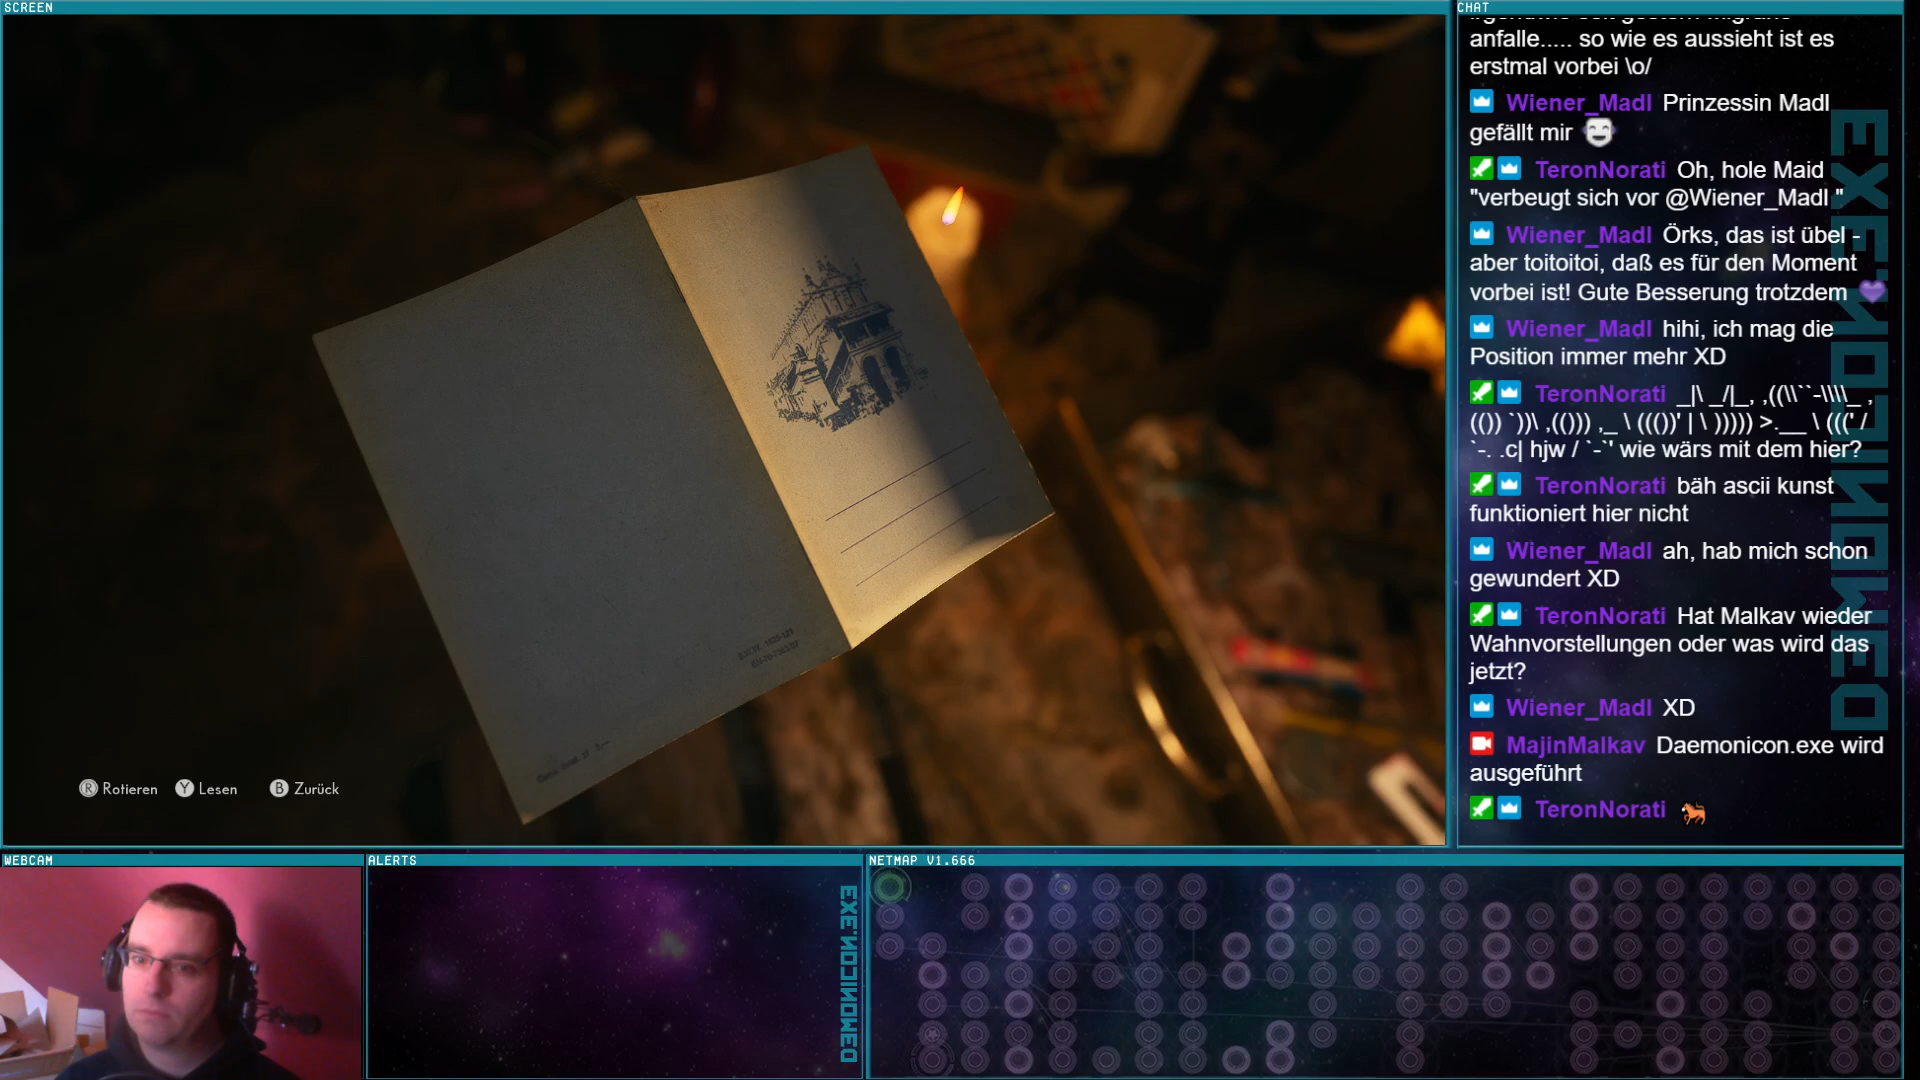 SCREEN
CHAT
anfalle..... so wie es aussieht ist es
erstmal vorbei \o/
Wiener_Madl Prinzessin Madl
gefällt mir
TeronNorati Oh, hole Maid
"verbeugt sich vor @Wiener_Madl "
Wiener_Madl Örks, das ist übel -
aber toitoitoi, daß es für den Moment
vorbei ist! Gute Besserung trotzdem
Wiener_Madl hihi, ich mag die
Position immer mehr XD
TeronNorati _|\ _/|_, ,((\\``-\\\\_ ,
(()) `))\ ,(())) ,_ \ ((())' | \ ))))) >.__ \ (((' /
`-. .c| hjw / `-`' wie wärs mit dem hier?
TeronNorati bäh ascii kunst
funktioniert hier nicht
Wiener_Madl ah, hab mich schon
gewundert XD
TeronNorati Hat Malkav wieder
Wahnvorstellungen oder was wird das
jetzt?
Wiener_Madl XD
MajinMalkav Daemonicon.exe wird
ausgeführt
TeronNorati
R Rotieren Y Lesen B Zurück
WEBCAM
ALERTS
NETMAP V1.666